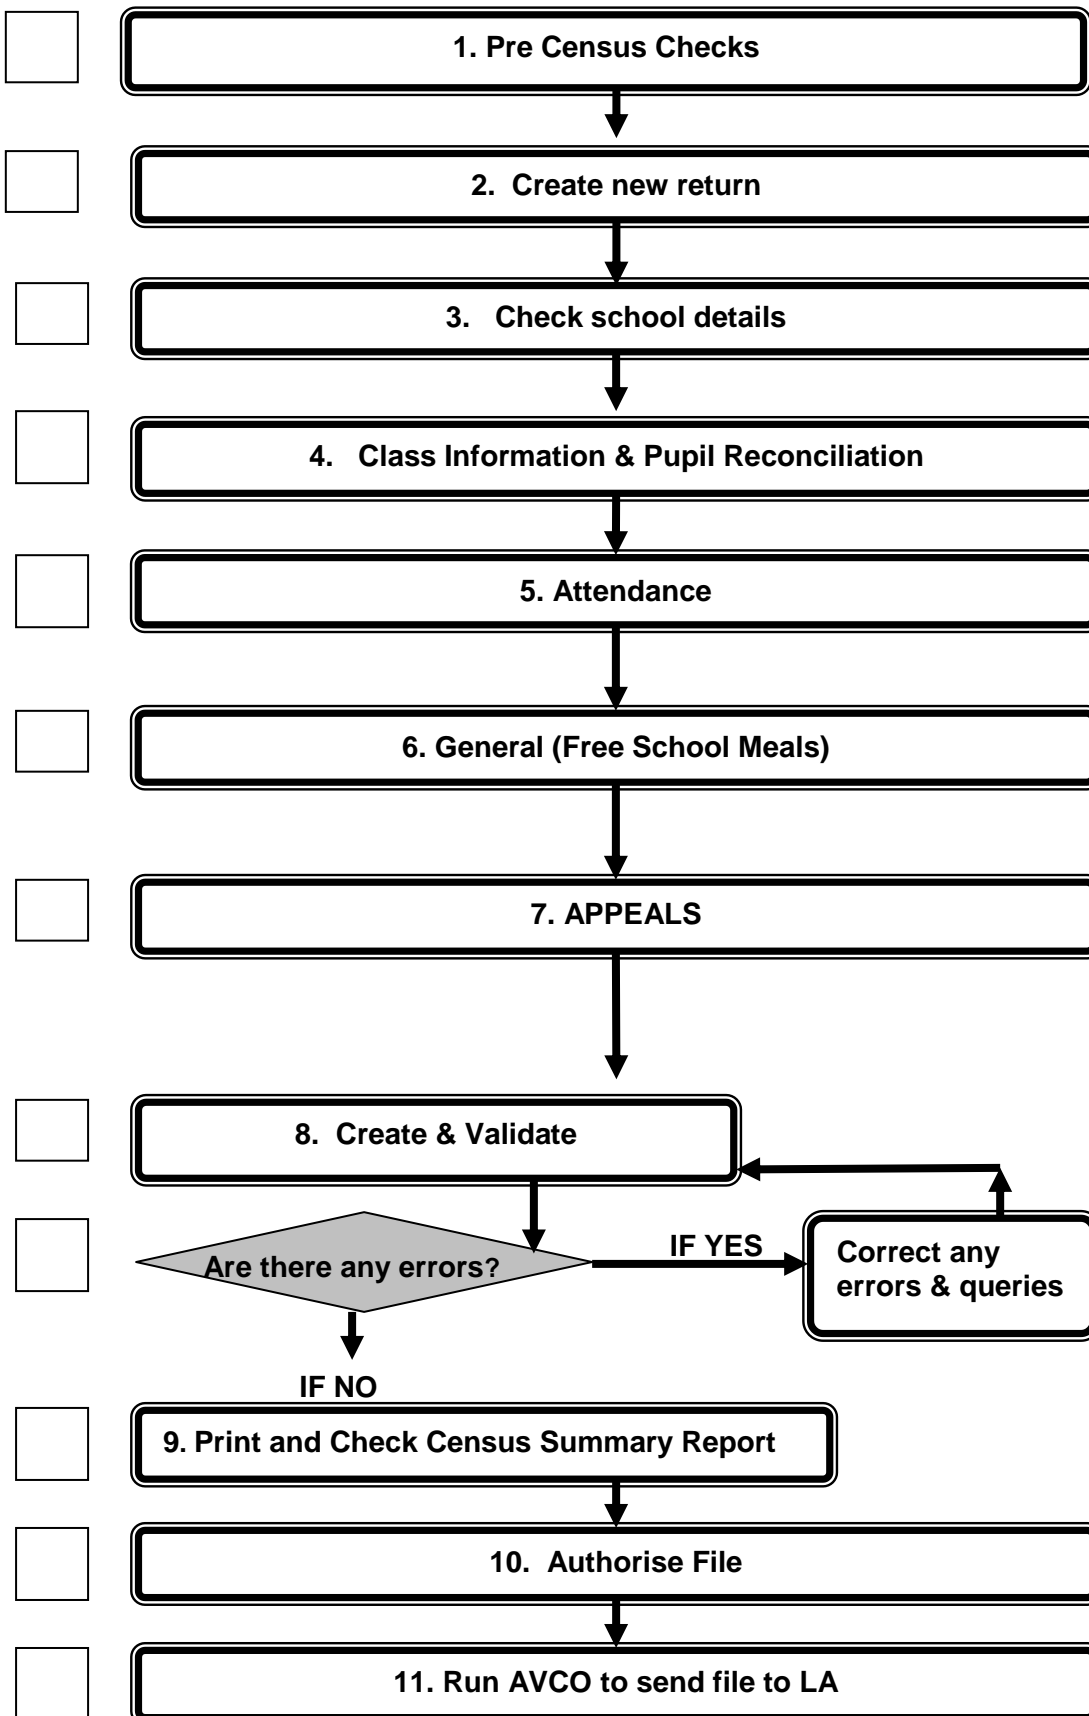 1. Pre Census Checks
2. Create new return
3. Check school details
4. Class Information & Pupil Reconciliation
5. Attendance
6. General (Free School Meals)
7. APPEALS
8. Create & Validate
Are there any errors?
IF YES
Correct any
errors & queries
IF NO
9. Print and Check Census Summary Report
10. Authorise File
11. Run AVCO to send file to LA